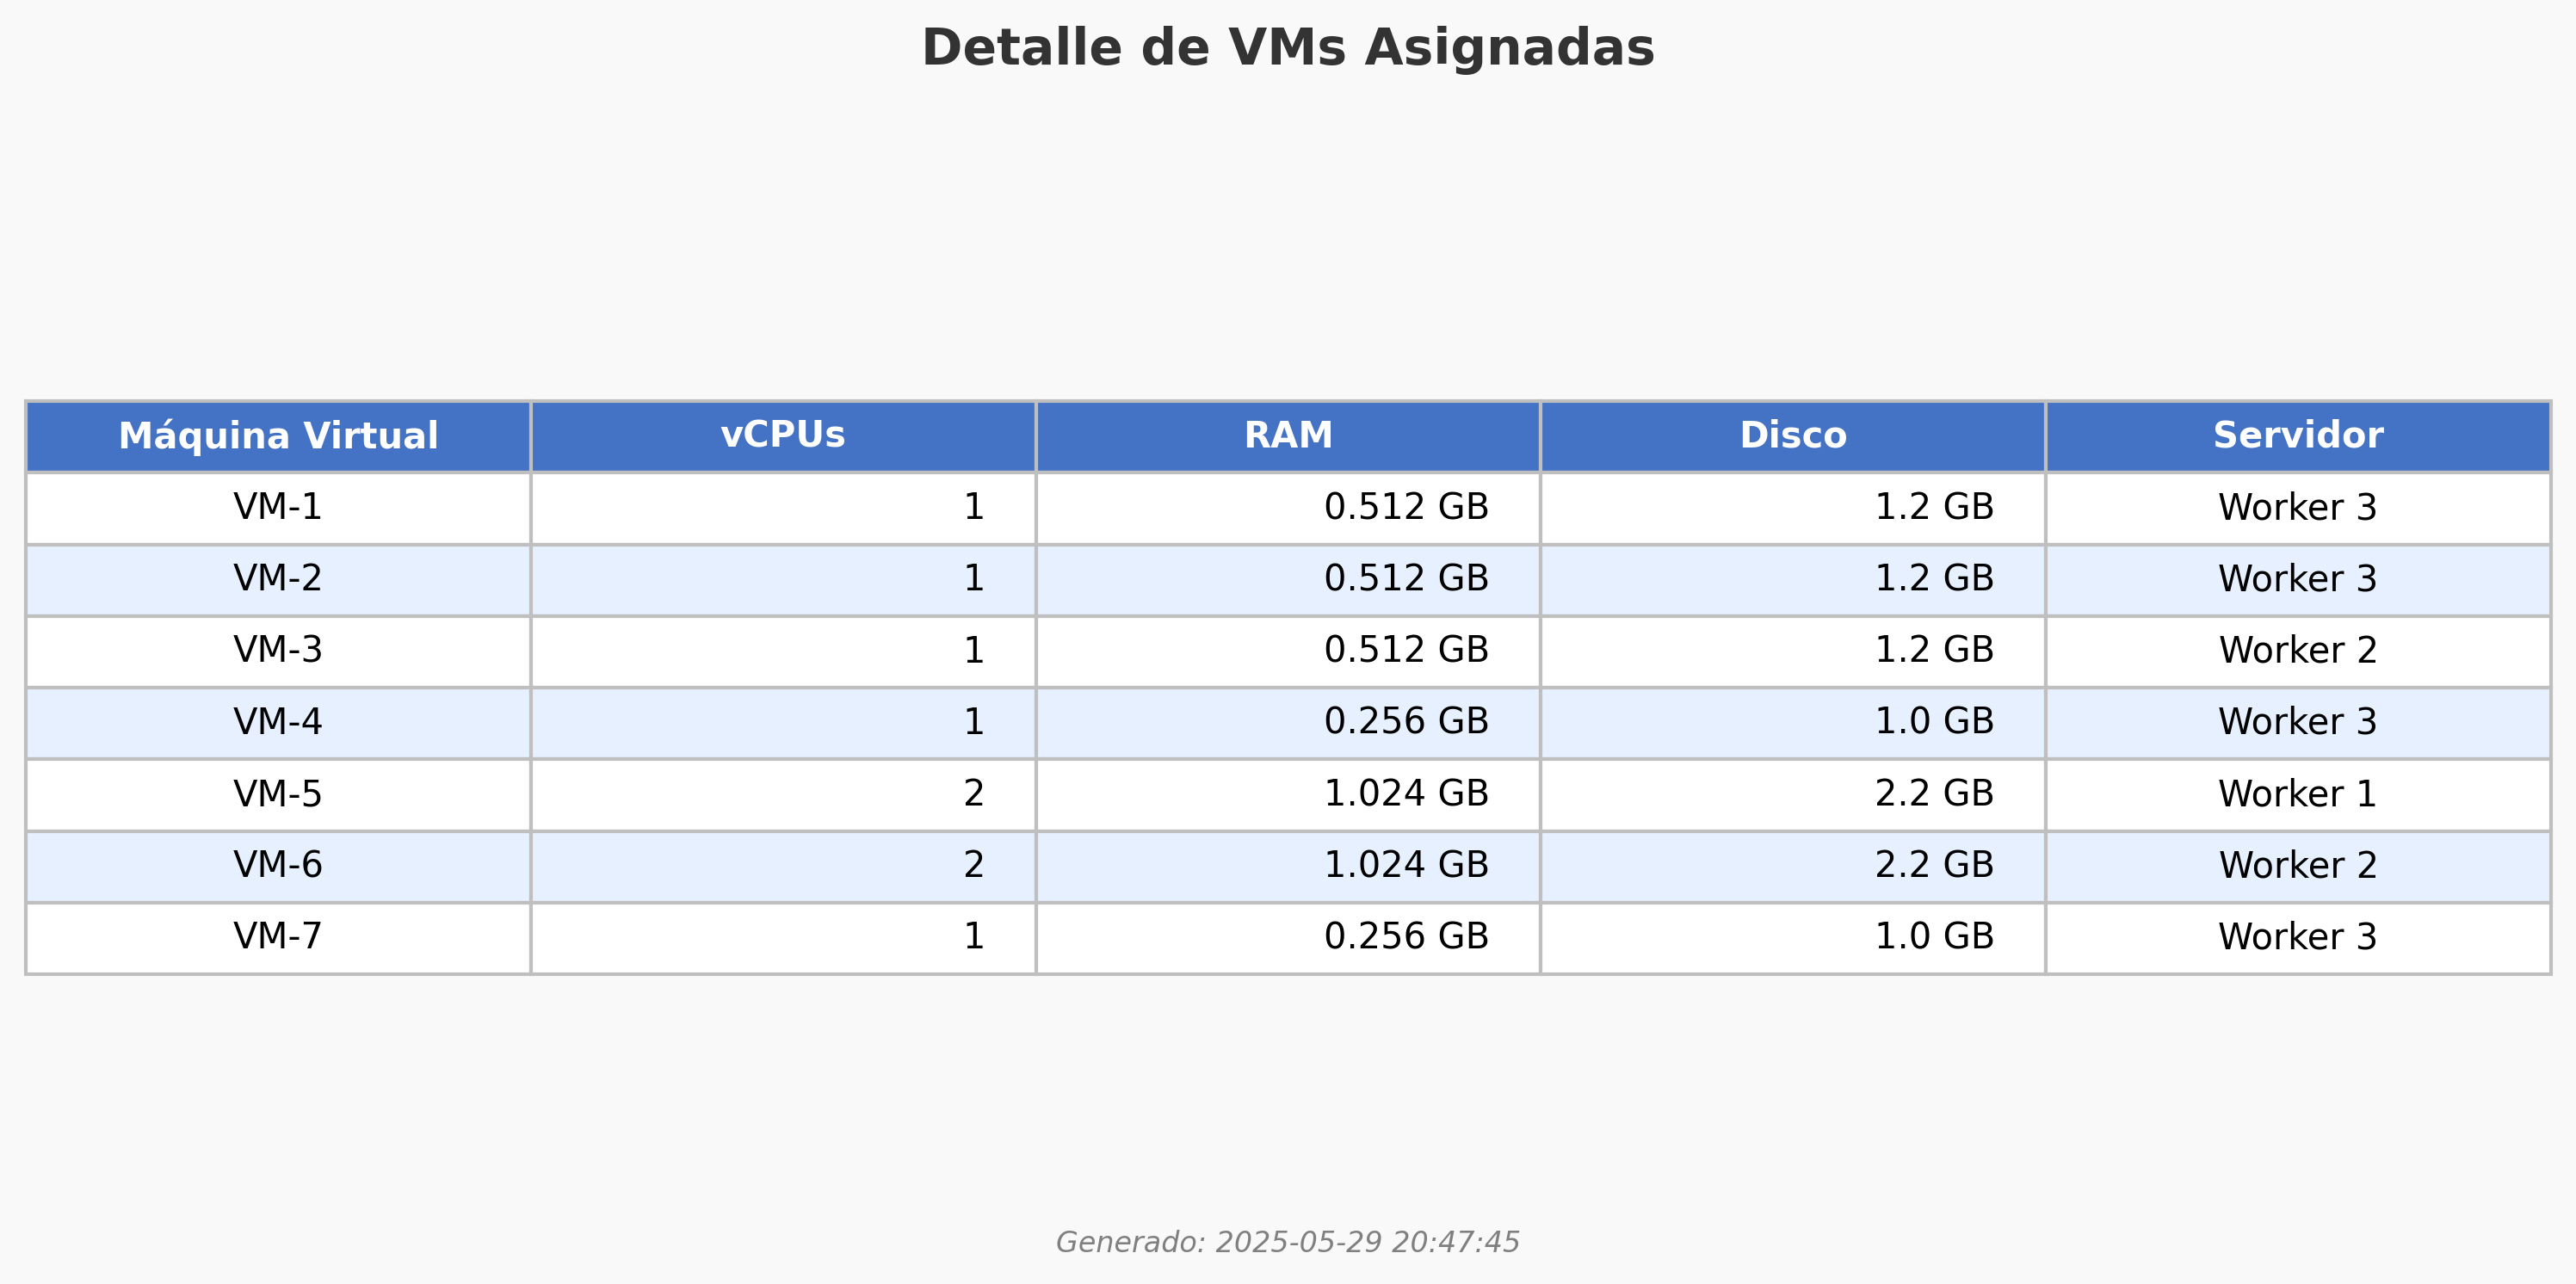 Detalle de VMs Asignadas
Máquina Virtual vCPUs RAM Disco Servidor
VM-1 1 0.512 GB 1.2 GB Worker 3
VM-2 1 0.512 GB 1.2 GB Worker 3
VM-3 1 0.512 GB 1.2 GB Worker 2
VM-4 1 0.256 GB 1.0 GB Worker 3
VM-5 2 1.024 GB 2.2 GB Worker 1
VM-6 2 1.024 GB 2.2 GB Worker 2
VM-7 1 0.256 GB 1.0 GB Worker 3
Generado: 2025-05-29 20:47:45